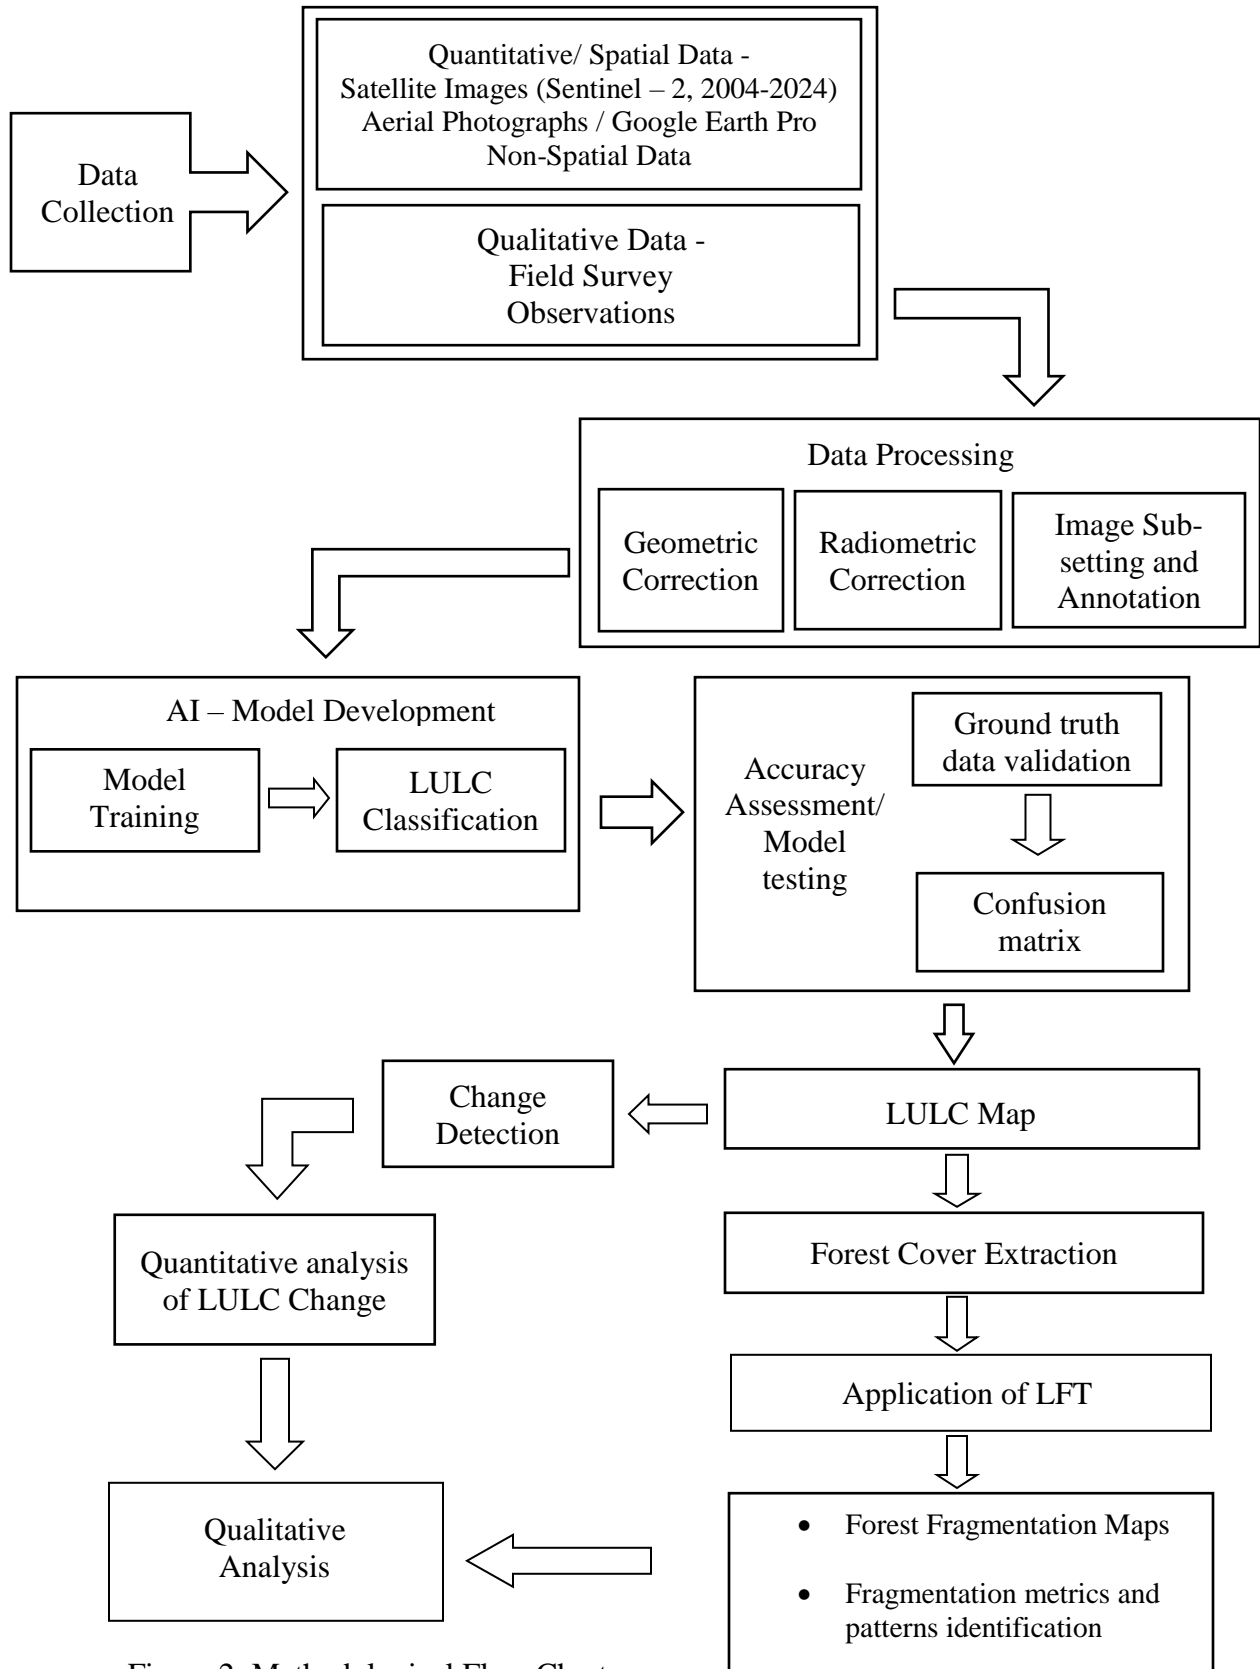 Data
Collection
Quantitative/ Spatial Data -
Satellite Images (Sentinel – 2, 2004-2024)
Aerial Photographs / Google Earth Pro
Non-Spatial Data
Qualitative Data -
Field Survey
Observations
Data Processing
Geometric
Correction
Radiometric
Correction
Image Sub-
setting and
Annotation
AI – Model Development
Model
Training
LULC
Classification
Accuracy
Assessment/
Model
testing
Ground truth
data validation
Confusion
matrix
LULC Map
Change
Detection
Quantitative analysis
of LULC Change
Forest Cover Extraction
Application of LFT
• Forest Fragmentation Maps
• Fragmentation metrics and
patterns identification
Qualitative
Analysis
Figure 2: Methodological Flow Chart